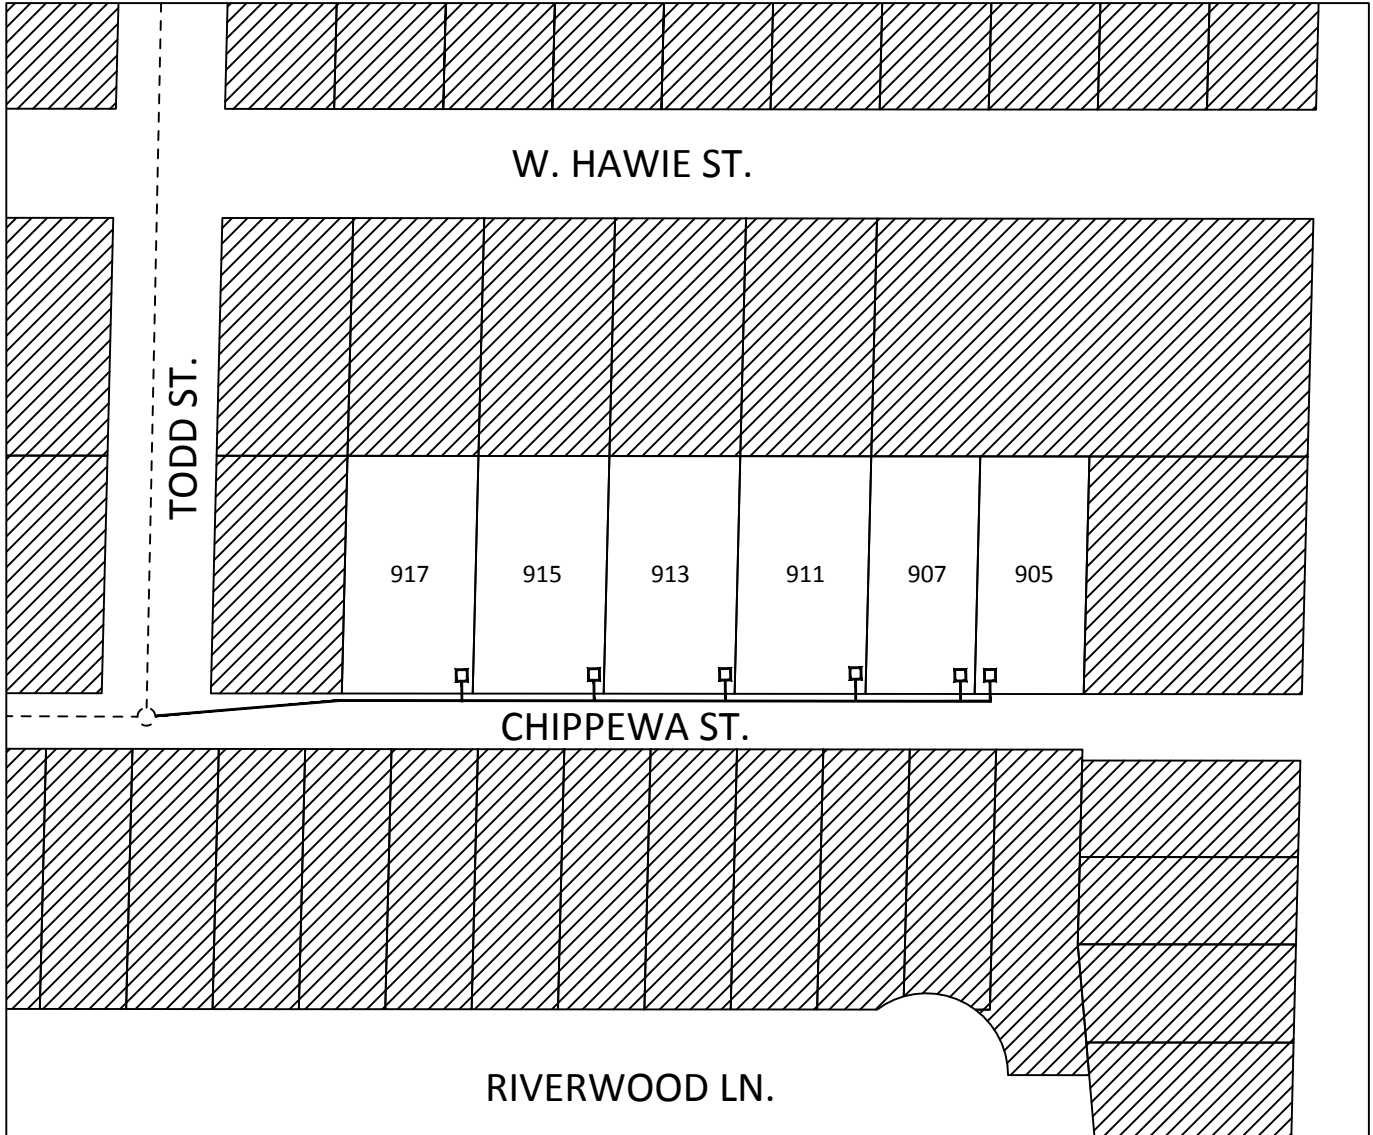 W. HAWIE ST.
TODD ST.
917
915
913
911
907
905
CHIPPEWA ST.
RIVERWOOD LN.